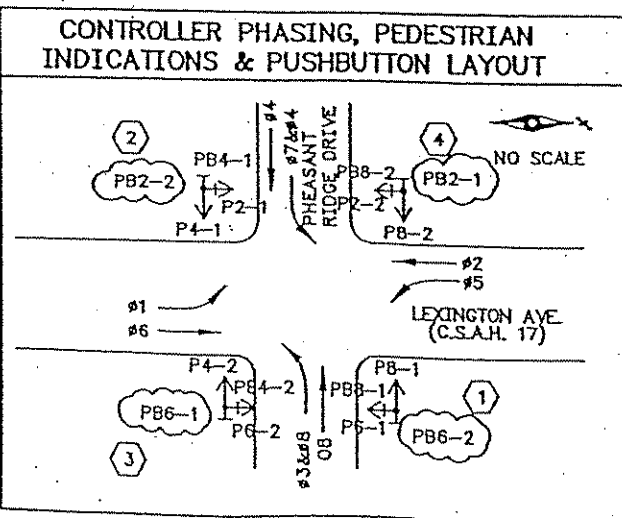 CONTROLLER PHASING, PEDESTRIAN
INDICATIONS & PUSHBUTTON LAYOUT
2
PB4-1
PB2-2
P2-1
P4-1
ø4
ø7&ø4
PHEASANT
RIDGE DRIVE
4
NO SCALE
PB8-2
PB2-1
P2-2
P8-2
ø2
ø5
ø1
ø6
LEXINGTON AVE.
(C.S.A.H. 17)
P4-2
PB4-2
PB6-1
P6-2
3
ø3&ø8
08
P8-1
PB8-1
P6-1
PB6-2
1